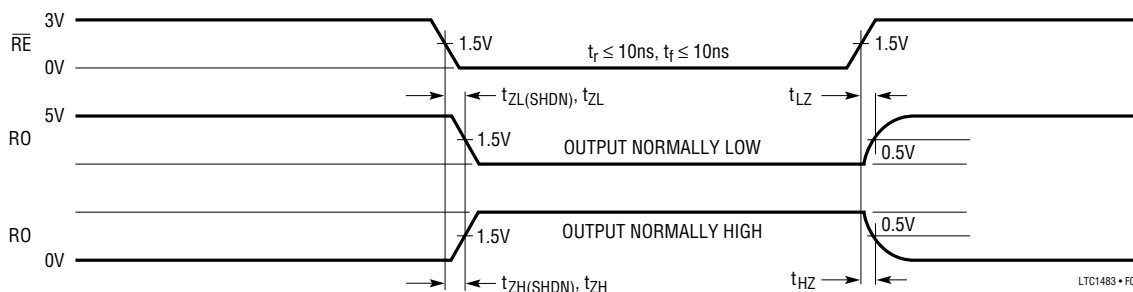 3V
RE
1.5V
tr ≤ 10ns, tf ≤ 10ns
1.5V
0V
tZL(SHDN), tZL
tLZ
5V
RO
1.5V
OUTPUT NORMALLY LOW
0.5V
RO
1.5V
OUTPUT NORMALLY HIGH
0.5V
0V
tZH(SHDN), tZH
tHZ
LTC1483 • FO